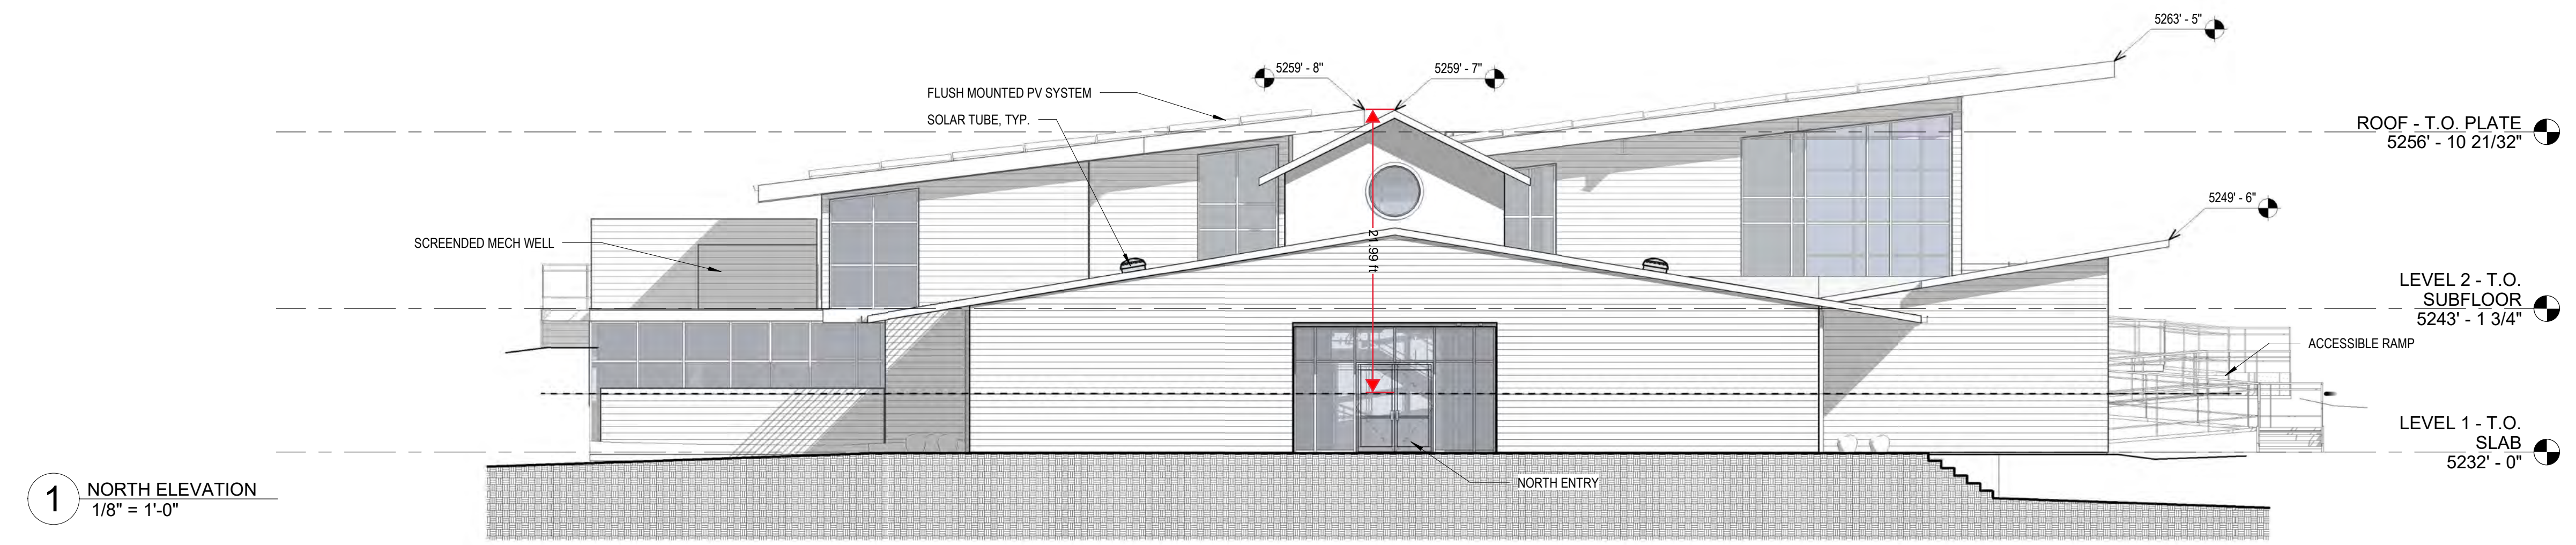 5263' - 5"
5259' - 8"
5259' - 7"
FLUSH MOUNTED PV SYSTEM
SOLAR TUBE, TYP.
ROOF - T.O. PLATE
5256' - 10 21/32"
5249' - 6"
SCREENDED MECH WELL
21.99 ft
LEVEL 2 - T.O.
SUBFLOOR
5243' - 1 3/4"
ACCESSIBLE RAMP
LEVEL 1 - T.O.
SLAB
5232' - 0"
NORTH ENTRY
1
NORTH ELEVATION
1/8" = 1'-0"